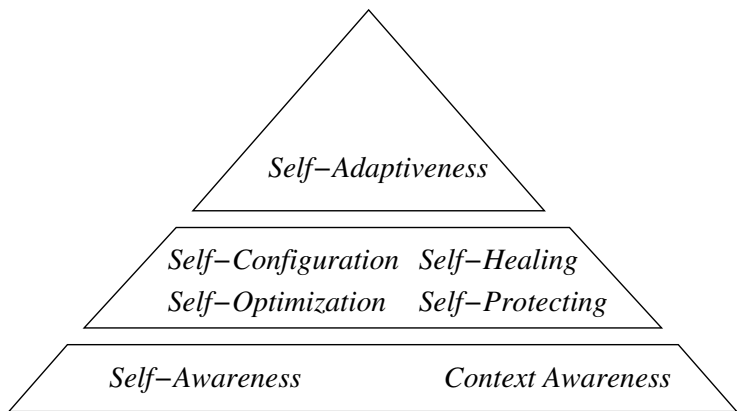 Self−Adaptiveness
Self−Configuration Self−Healing
Self−Optimization Self−Protecting
Self−Awareness Context Awareness